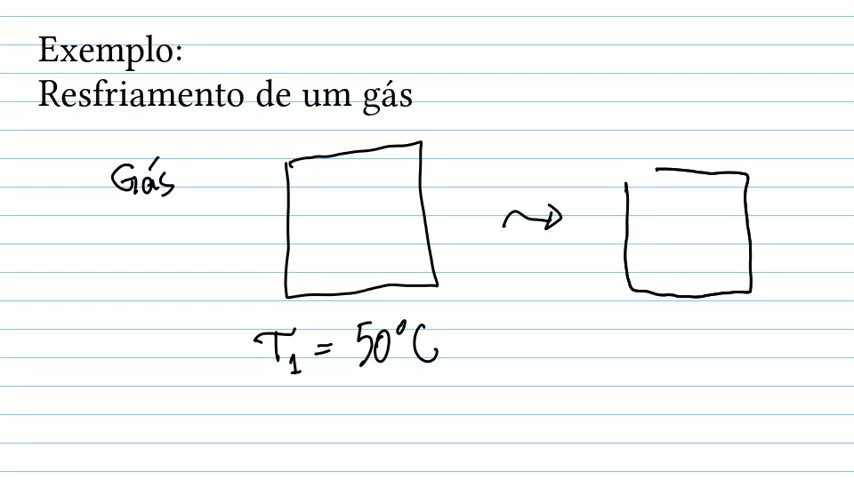 Exemplo:
Resfriamento de um gás
Gás
T₁ = 50°C